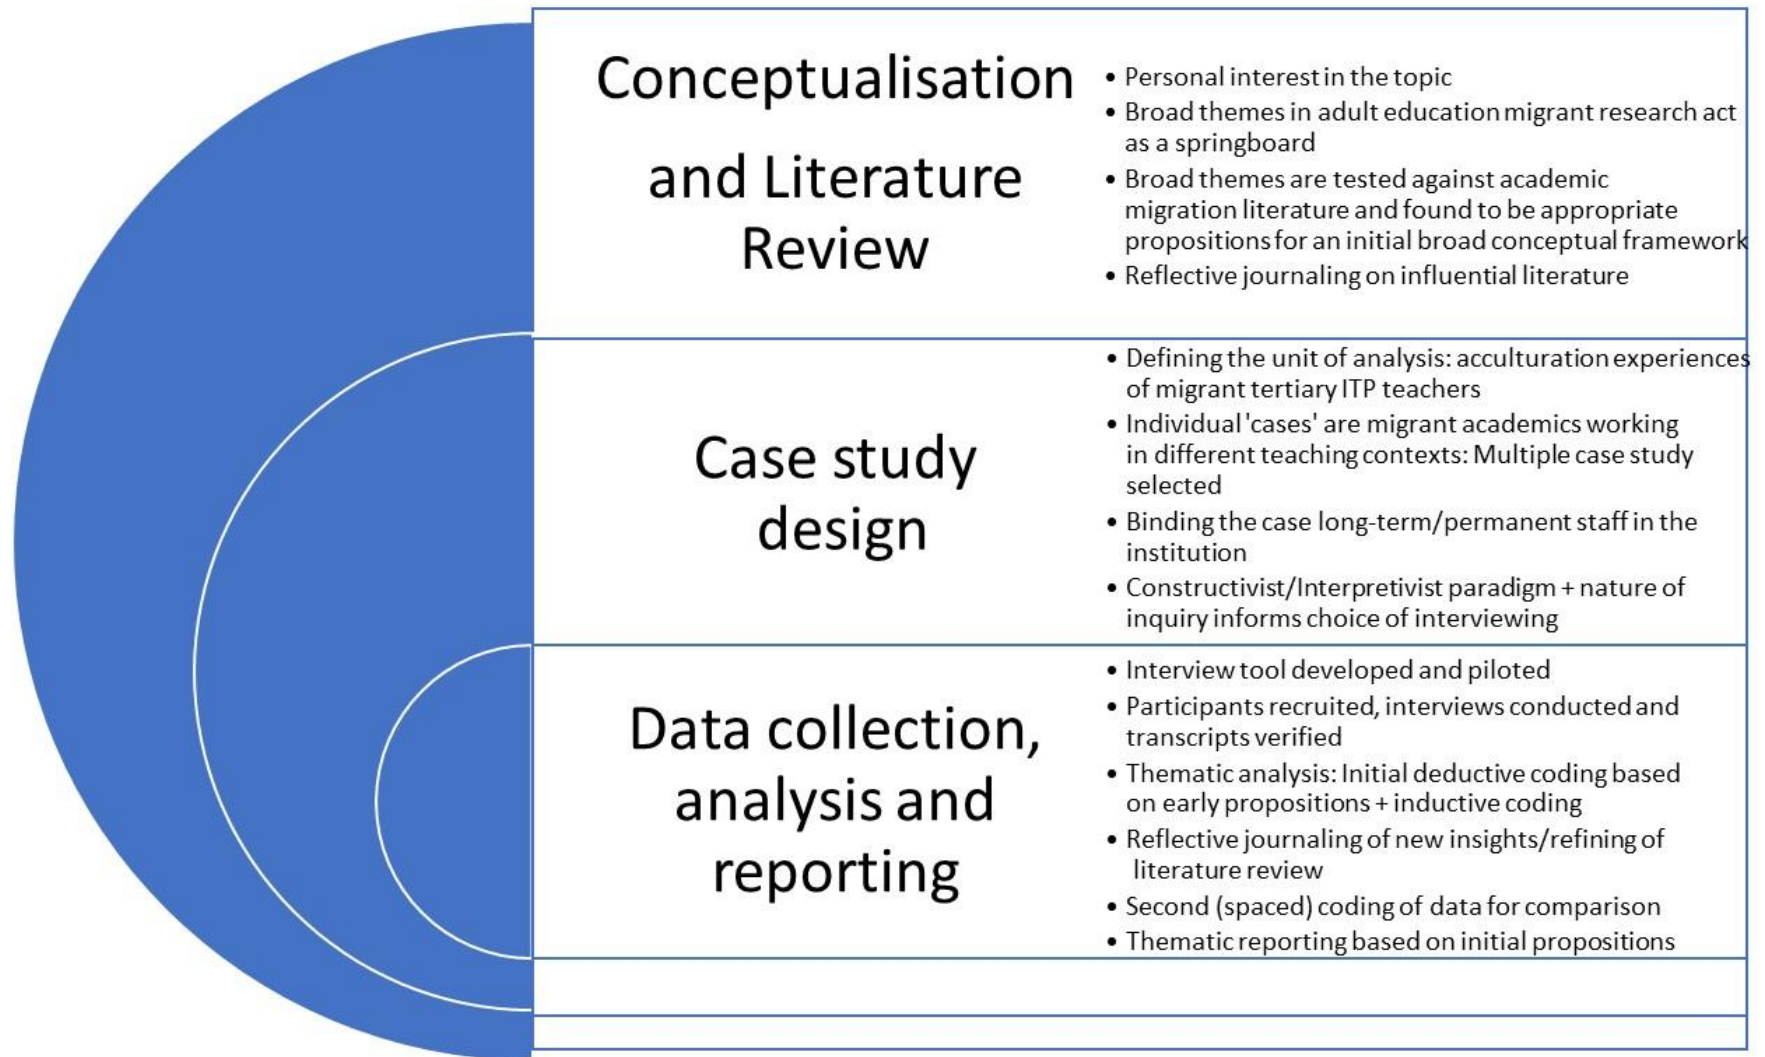 Conceptualisation
and Literature
Review
• Personal interest in the topic
• Broad themes in adult education migrant research act
as a springboard
• Broad themes are tested against academic
migration literature and found to be appropriate
propositions for an initial broad conceptual framework
• Reflective journaling on influential literature
Case study
design
• Defining the unit of analysis: acculturation experiences
of migrant tertiary ITP teachers
• Individual 'cases' are migrant academics working
in different teaching contexts: Multiple case study
selected
• Binding the case long-term/permanent staff in the
institution
• Constructivist/Interpretivist paradigm + nature of
inquiry informs choice of interviewing
Data collection,
analysis and
reporting
• Interview tool developed and piloted
• Participants recruited, interviews conducted and
transcripts verified
• Thematic analysis: Initial deductive coding based
on early propositions + inductive coding
• Reflective journaling of new insights/refining of
literature review
• Second (spaced) coding of data for comparison
• Thematic reporting based on initial propositions